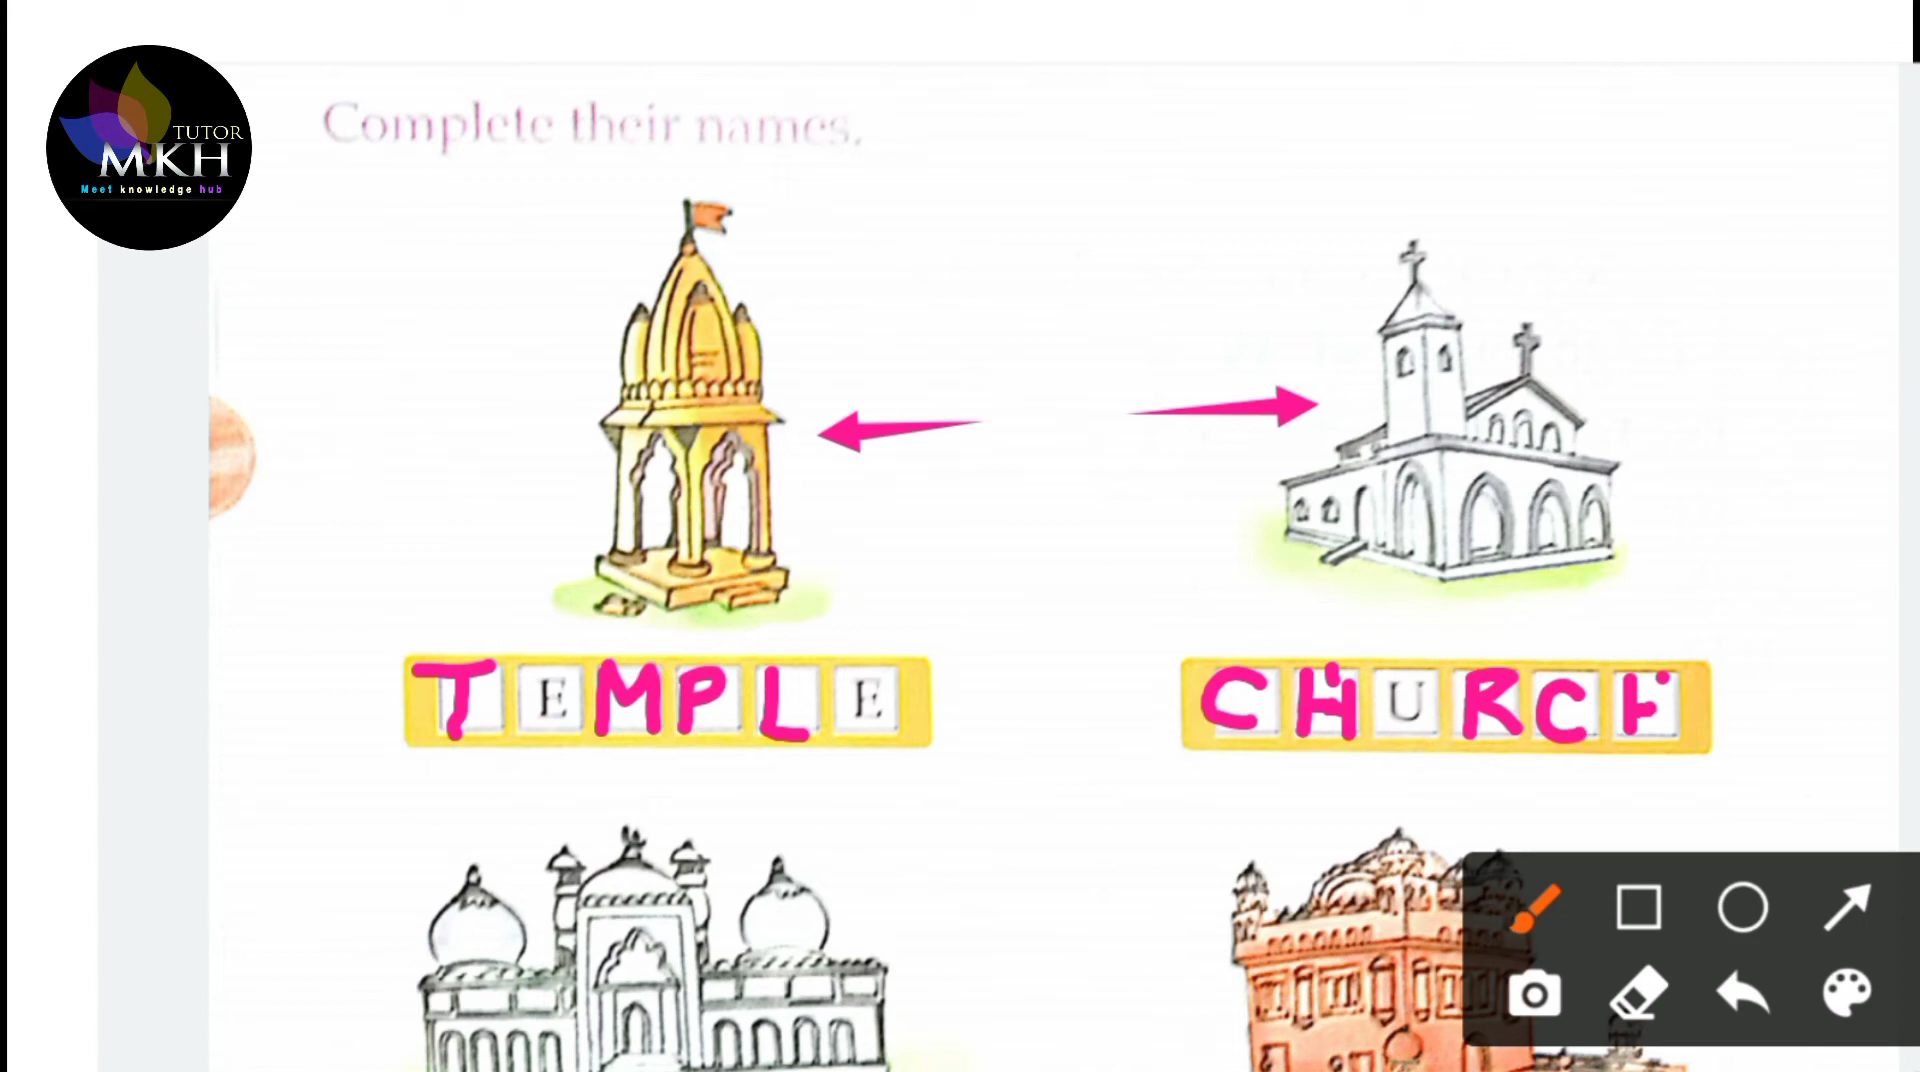 TUTOR
MKH
Meet knowledge hub
Complete their names.
TEMPLE
CHURCH